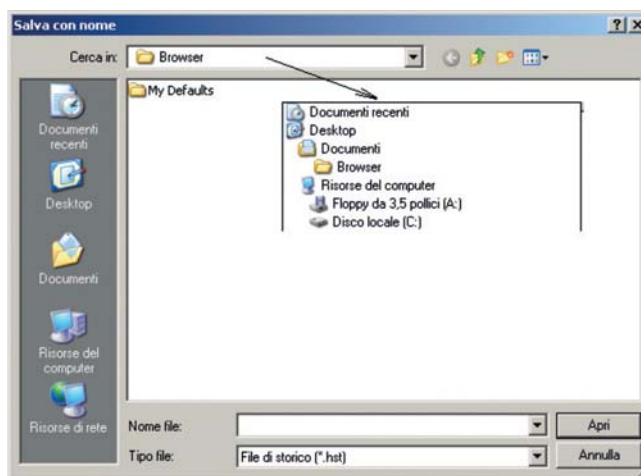 Salva con nome
Cerca in:
Browser
Documenti
recenti
Desktop
Documenti
Risorse del
computer
Risorse di rete
My Defaults
Documenti recenti
Desktop
Documenti
Browser
Risorse del computer
Floppy da 3,5 pollici (A:)
Disco locale (C:)
Nome file:
Apri
Tipo file:
File di storico (*.hst)
Annulla